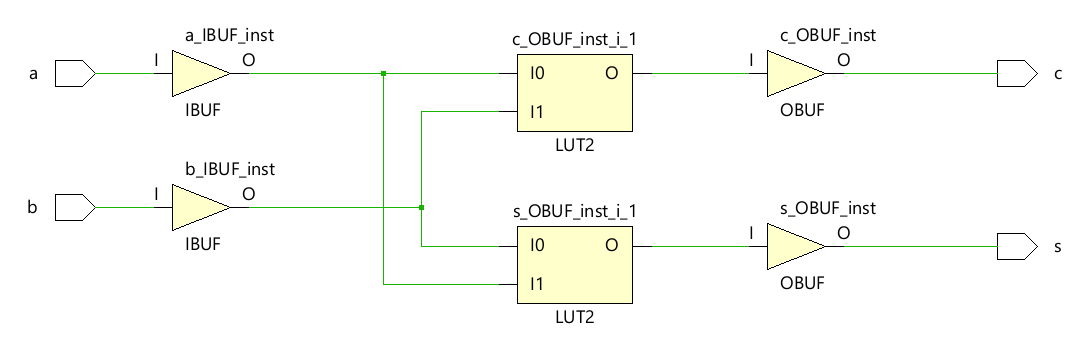 a_IBUF_inst
c_OBUF_inst_i_1
c_OBUF_inst
a
I
O
I0
O
I
O
c
I1
IBUF
LUT2
OBUF
b_IBUF_inst
b
I
O
s_OBUF_inst_i_1
s_OBUF_inst
IBUF
I0
O
I
O
s
I1
OBUF
LUT2